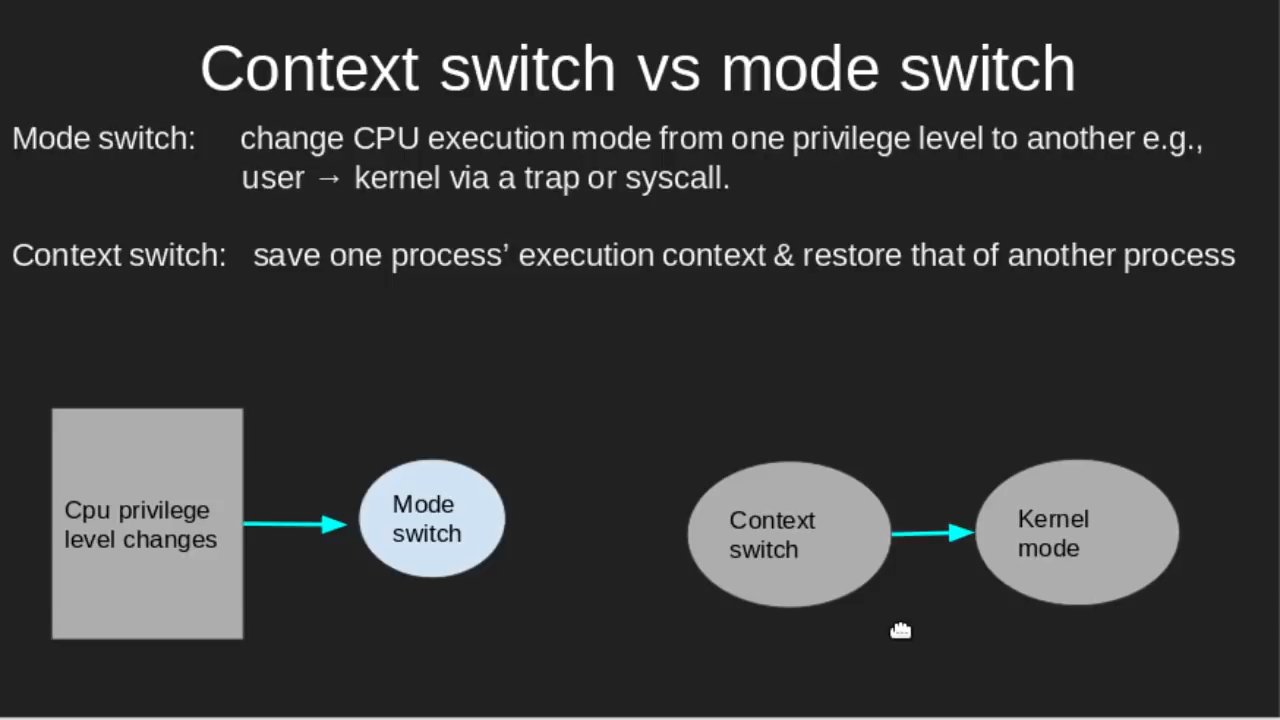 Context switch vs mode switch
Mode switch: change CPU execution mode from one privilege level to another e.g.,
user → kernel via a trap or syscall.
Context switch: save one process’ execution context & restore that of another process
Cpu privilege
level changes
Mode
switch
Context
switch
Kernel
mode